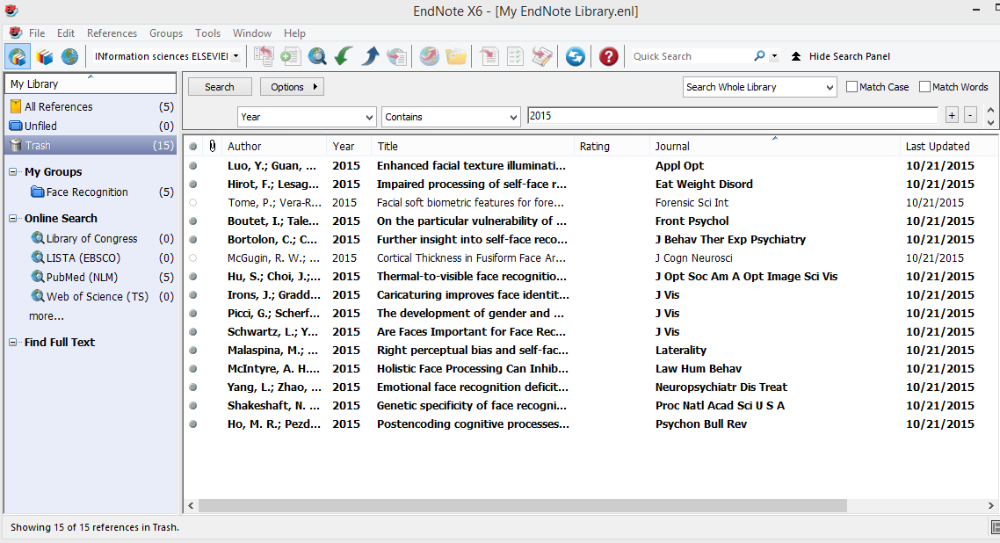 EndNote X6 - [My EndNote Library.enl]
File Edit References Groups Tools Window Help
INformation sciences ELSEVIEI Quick Search Hide Search Panel
My Library
All References (5)
Unfiled (0)
Trash (15)
My Groups
Face Recognition (5)
Online Search
Library of Congress (0)
LISTA (EBSCO) (0)
PubMed (NLM) (5)
Web of Science (TS) (0)
more...
Find Full Text
Search Options Search Whole Library Match Case Match Words
Year Contains 2015 + -
Author Year Title Rating Journal Last Updated
Luo, Y.; Guan, ... 2015 Enhanced facial texture illuminati... Appl Opt 10/21/2015
Hirot, F.; Lesag... 2015 Impaired processing of self-face r... Eat Weight Disord 10/21/2015
Tome, P.; Vera-R... 2015 Facial soft biometric features for fore... Forensic Sci Int 10/21/2015
Boutet, I.; Tale... 2015 On the particular vulnerability of ... Front Psychol 10/21/2015
Bortolon, C.; C... 2015 Further insight into self-face reco... J Behav Ther Exp Psychiatry 10/21/2015
McGugin, R. W.; ... 2015 Cortical Thickness in Fusiform Face Ar... J Cogn Neurosci 10/21/2015
Hu, S.; Choi, J.;... 2015 Thermal-to-visible face recognitio... J Opt Soc Am A Opt Image Sci Vis 10/21/2015
Irons, J.; Gradd... 2015 Caricaturing improves face identit... J Vis 10/21/2015
Picci, G.; Scherf... 2015 The development of gender and ... J Vis 10/21/2015
Schwartz, L.; Y... 2015 Are Faces Important for Face Rec... J Vis 10/21/2015
Malaspina, M.; ... 2015 Right perceptual bias and self-fac... Laterality 10/21/2015
McIntyre, A. H.... 2015 Holistic Face Processing Can Inhib... Law Hum Behav 10/21/2015
Yang, L.; Zhao, ... 2015 Emotional face recognition deficit... Neuropsychiatr Dis Treat 10/21/2015
Shakeshaft, N. ... 2015 Genetic specificity of face recogni... Proc Natl Acad Sci U S A 10/21/2015
Ho, M. R.; Pezd... 2015 Postencoding cognitive processes... Psychon Bull Rev 10/21/2015
Showing 15 of 15 references in Trash.